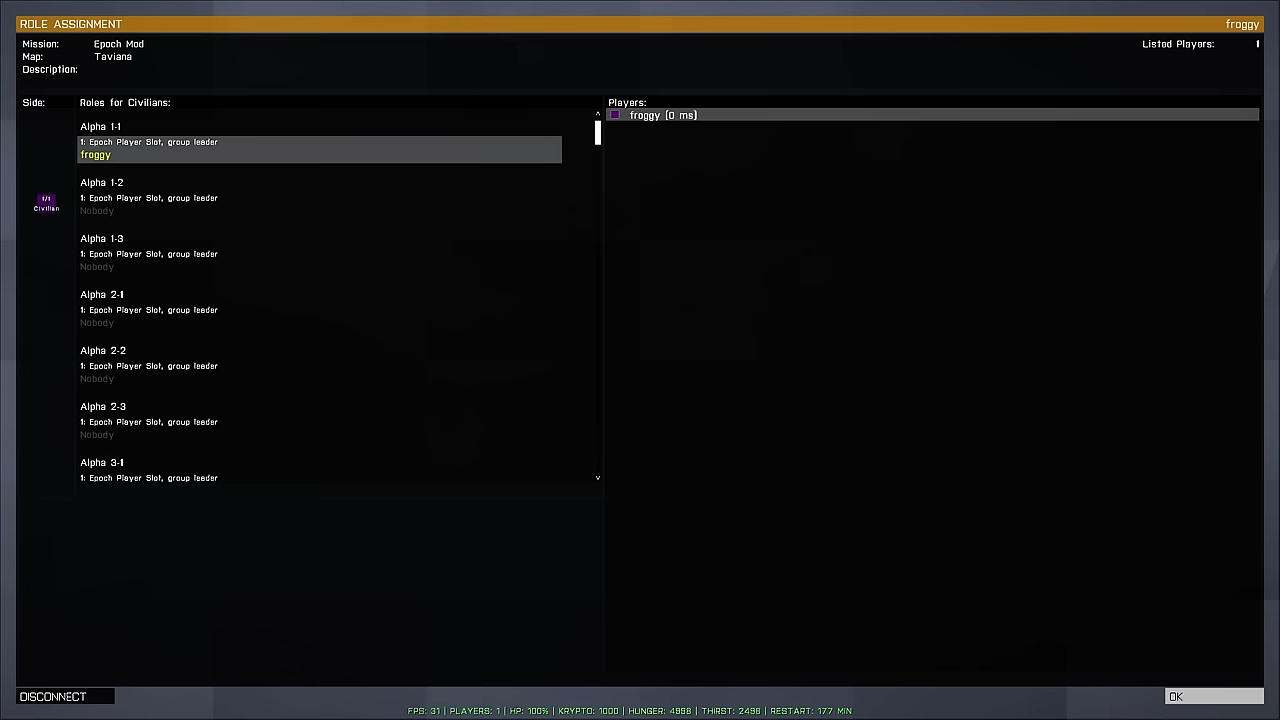 ROLE ASSIGNMENT froggy
Mission: Epoch Mod
Map: Taviana
Description:
Listed Players: 1
Side:
1/1
Civilian
Roles for Civilians:
Alpha 1-1
1: Epoch Player Slot, group leader
froggy
Alpha 1-2
1: Epoch Player Slot, group leader
Nobody
Alpha 1-3
1: Epoch Player Slot, group leader
Nobody
Alpha 2-1
1: Epoch Player Slot, group leader
Nobody
Alpha 2-2
1: Epoch Player Slot, group leader
Nobody
Alpha 2-3
1: Epoch Player Slot, group leader
Nobody
Alpha 3-1
1: Epoch Player Slot, group leader
Players:
froggy (0 ms)
DISCONNECT
OK
FPS: 31 | PLAYERS: 1 | HP: 100% | KRYPTO: 1000 | HUNGER: 4998 | THIRST: 2498 | RESTART: 177 MIN